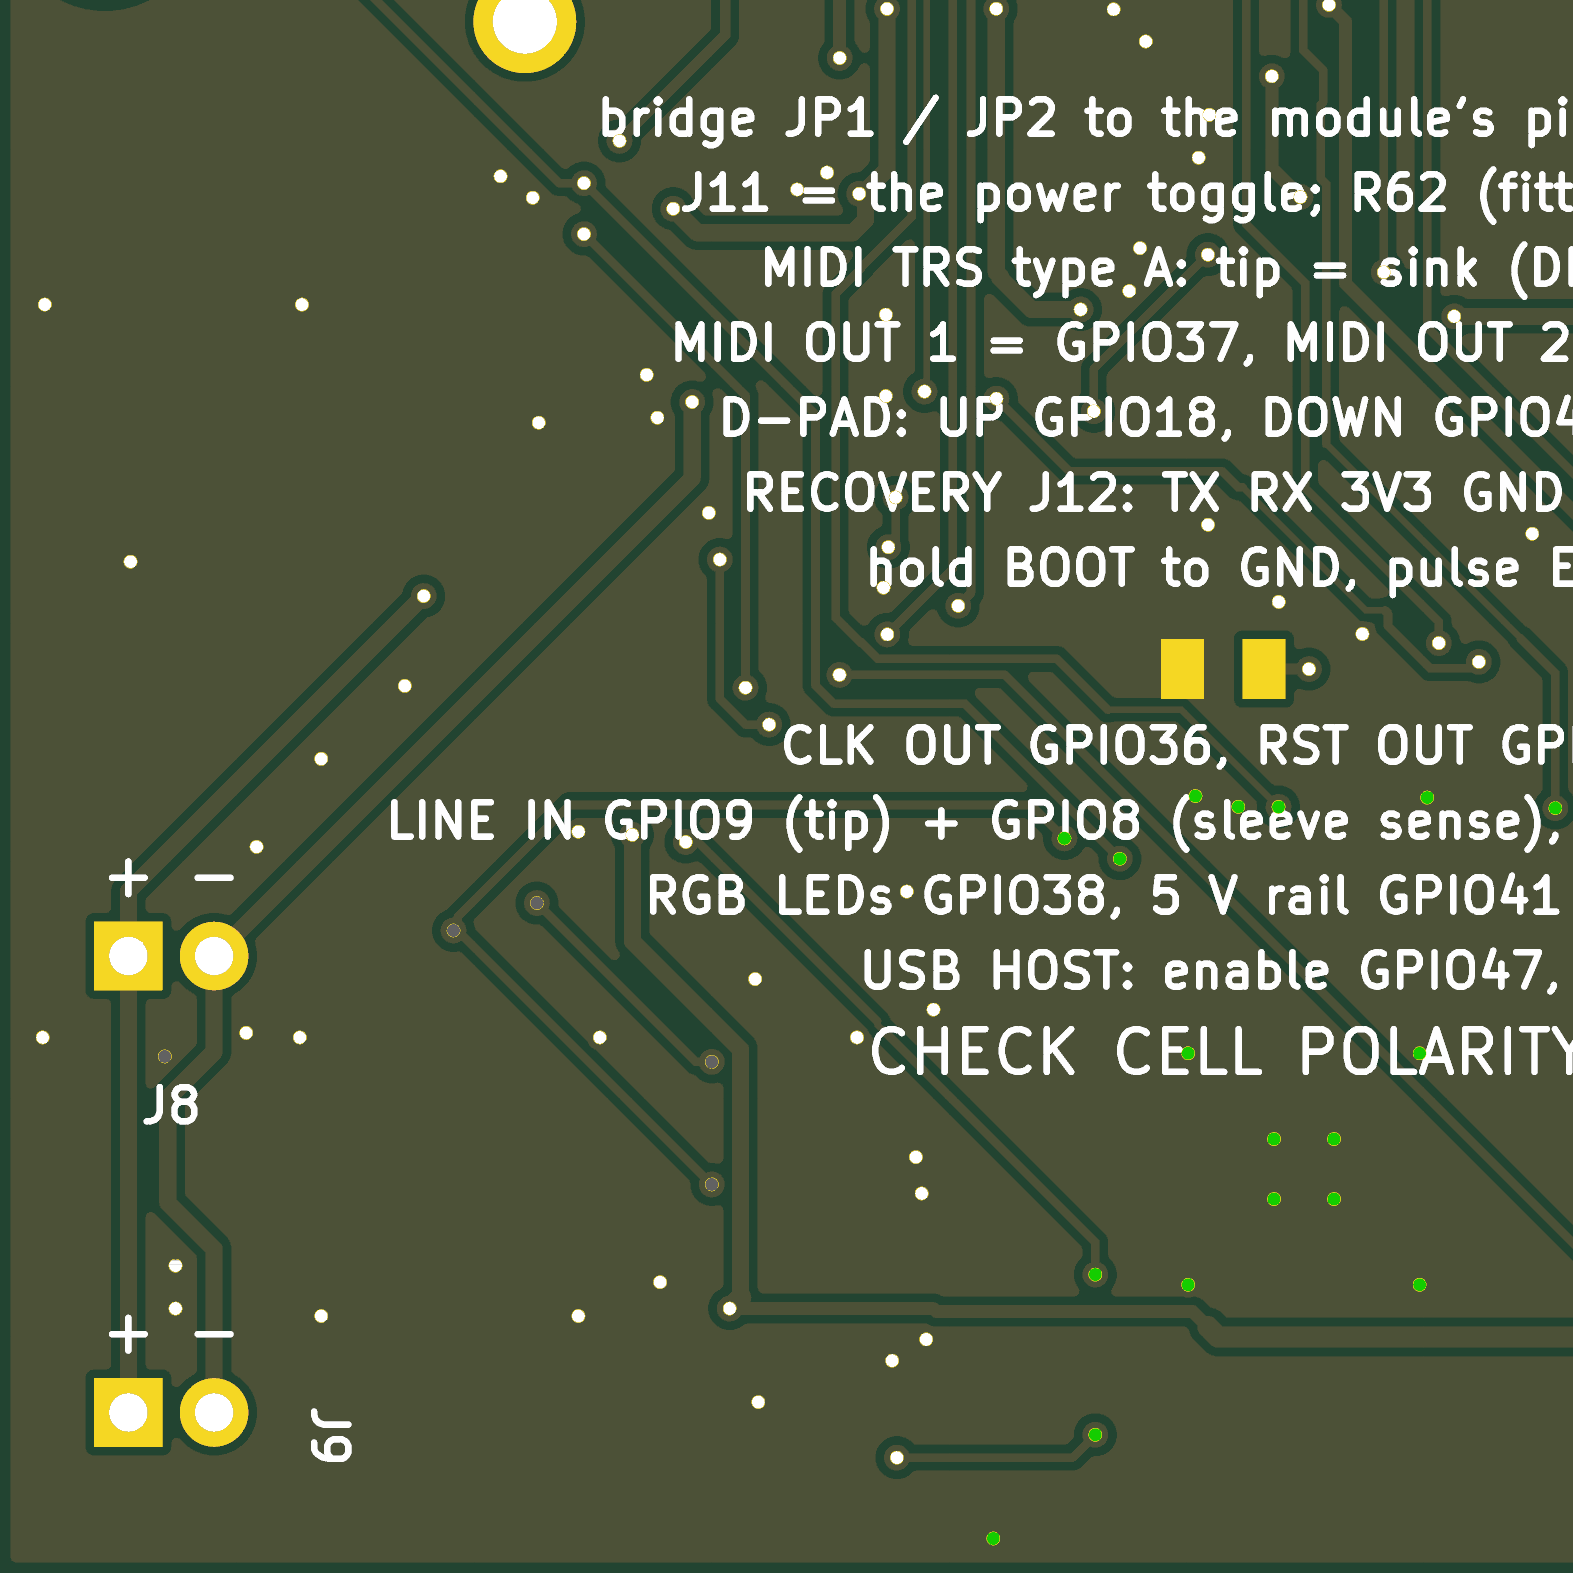 bridge JP1 / JP2 to the module's pi
J11 = the power toggle; R62 (fitt
MIDI TRS type A: tip = sink (DI
MIDI OUT 1 = GPIO37, MIDI OUT 2
D-PAD: UP GPIO18, DOWN GPIO4
RECOVERY J12: TX RX 3V3 GND
hold BOOT to GND, pulse E
CLK OUT GPIO36, RST OUT GPI
LINE IN GPIO9 (tip) + GPIO8 (sleeve sense),
+ −
RGB LEDs GPIO38, 5 V rail GPIO41
USB HOST: enable GPIO47,
CHECK CELL POLARITY
J8
+ −
J9